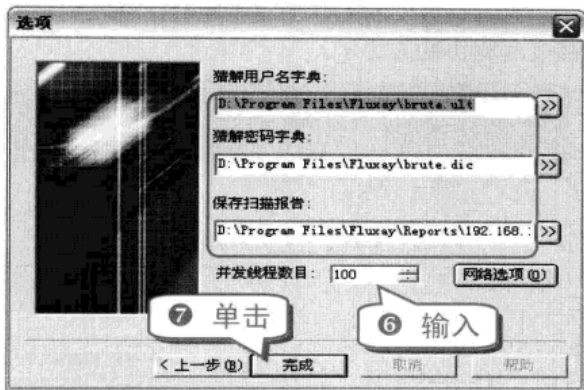 选项
猜解用户名字典:
D:\Program Files\Fluxay\brute.ult
>>
猜解密码字典:
D:\Program Files\Fluxay\brute.dic
>>
保存扫描报告:
D:\Program Files\Fluxay\Reports\192.168.
>>
并发线程数目: 100
网络选项(O)
❼ 单击
❻ 输入
<上一步(B)
完成
取消
帮助